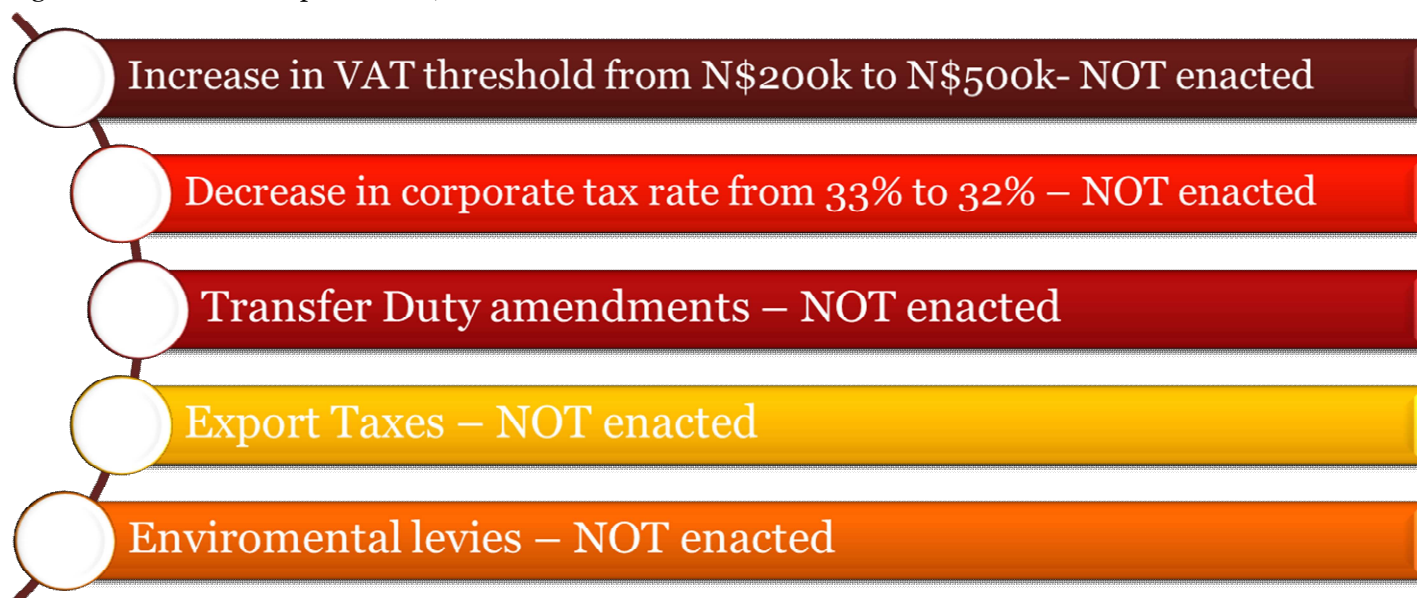 Increase in VAT threshold from N$200k to N$500k- NOT enacted
Decrease in corporate tax rate from 33% to 32% – NOT enacted
Transfer Duty amendments – NOT enacted
Export Taxes – NOT enacted
Enviromental levies – NOT enacted